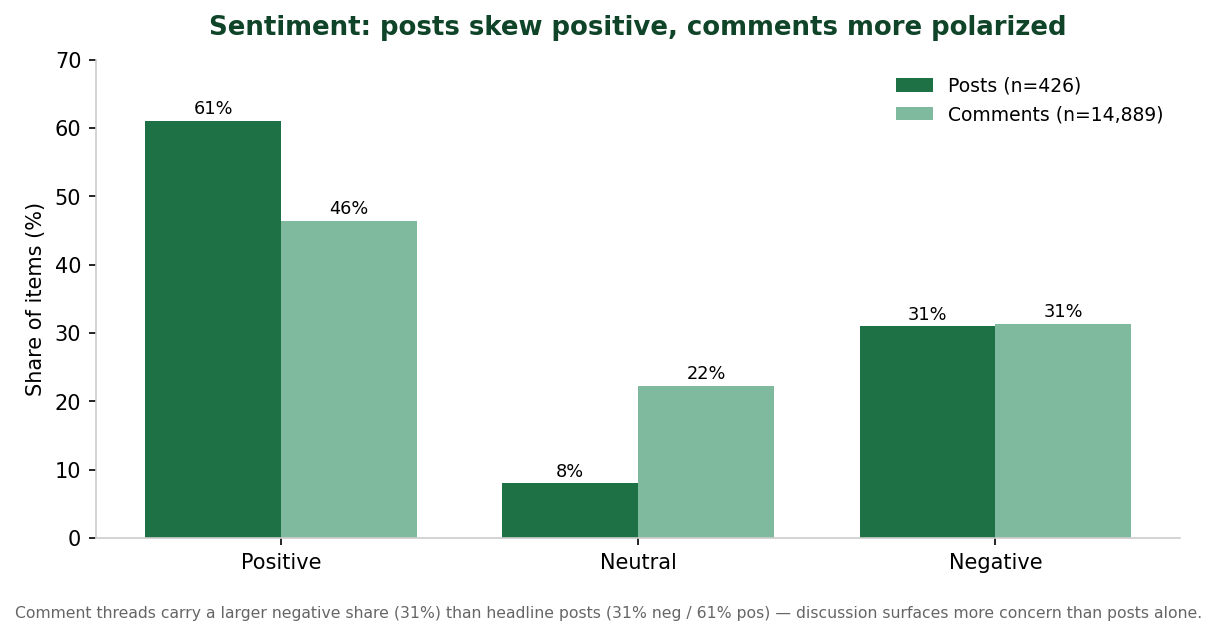 Sentiment: posts skew positive, comments more polarized
70
60
50
40
30
20
10
0
Share of items (%)
Posts (n=426)
Comments (n=14,889)
61%
46%
8%
22%
31%
31%
Positive
Neutral
Negative
Comment threads carry a larger negative share (31%) than headline posts (31% neg / 61% pos) — discussion surfaces more concern than posts alone.